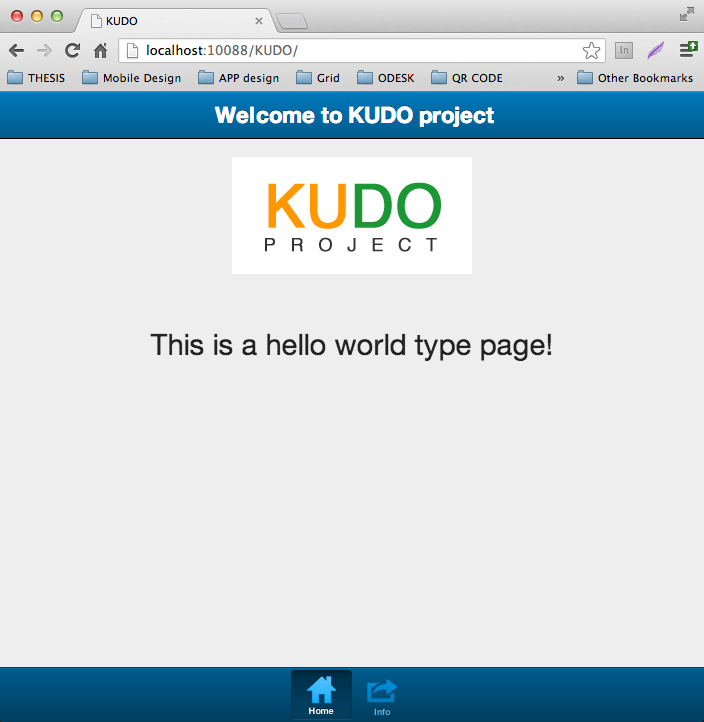 KUDO
localhost:10088/KUDO/
In
THESIS Mobile Design APP design Grid ODESK QR CODE » Other Bookmarks
Welcome to KUDO project
KUDO
PROJECT
This is a hello world type page!
Home Info